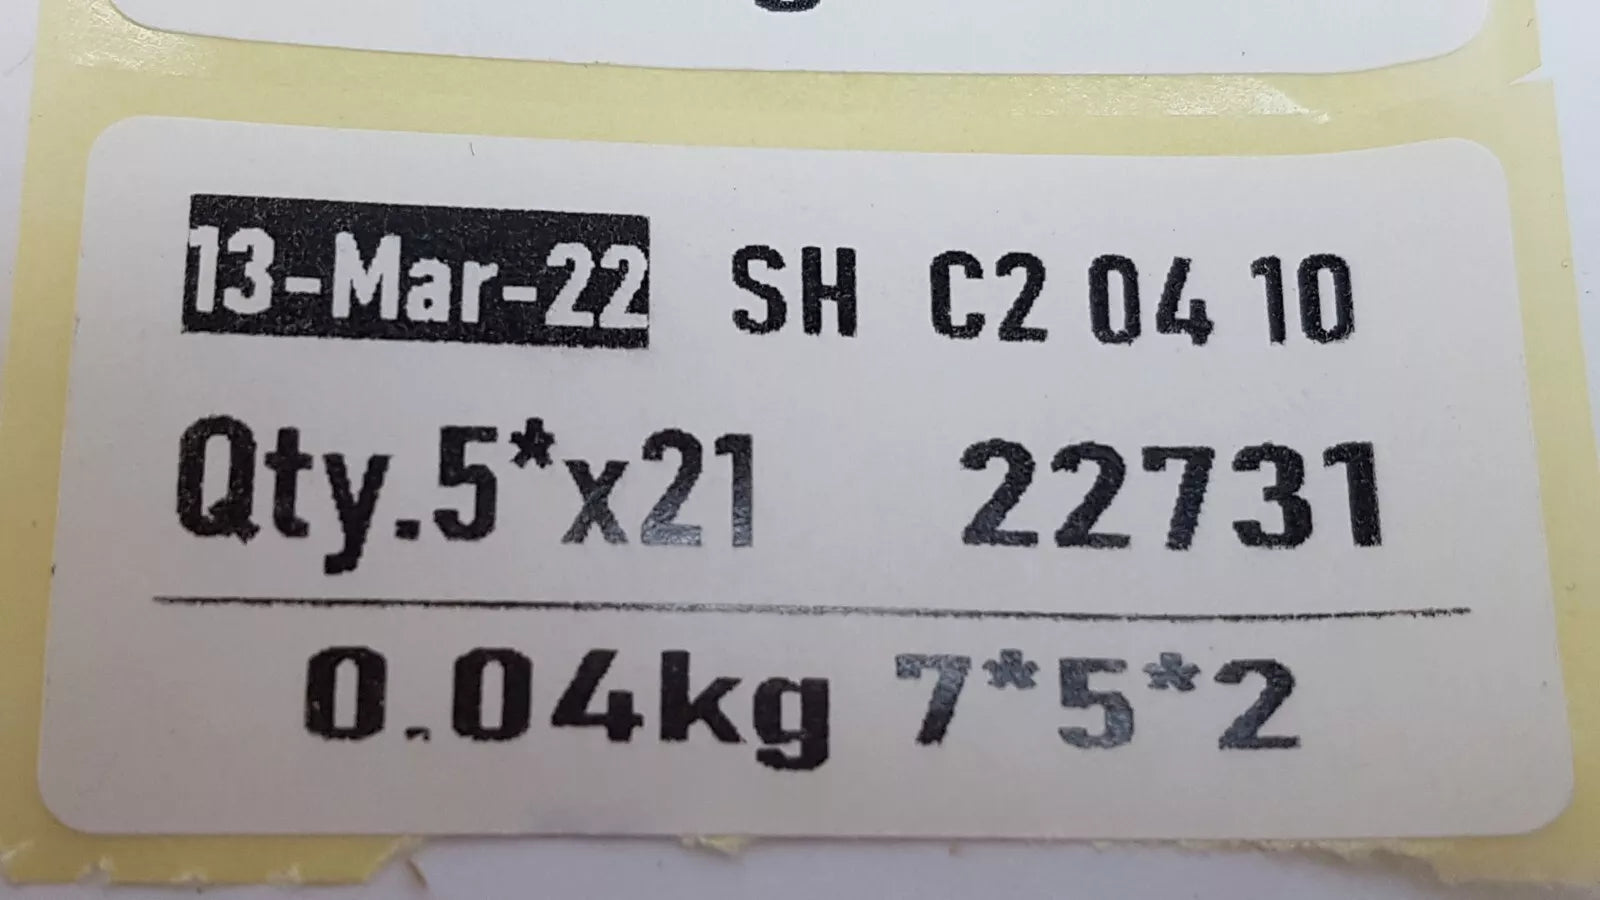 13-Mar-22 SH C2 04 10
Qty.5*x21 22731
0.04kg 7*5*2